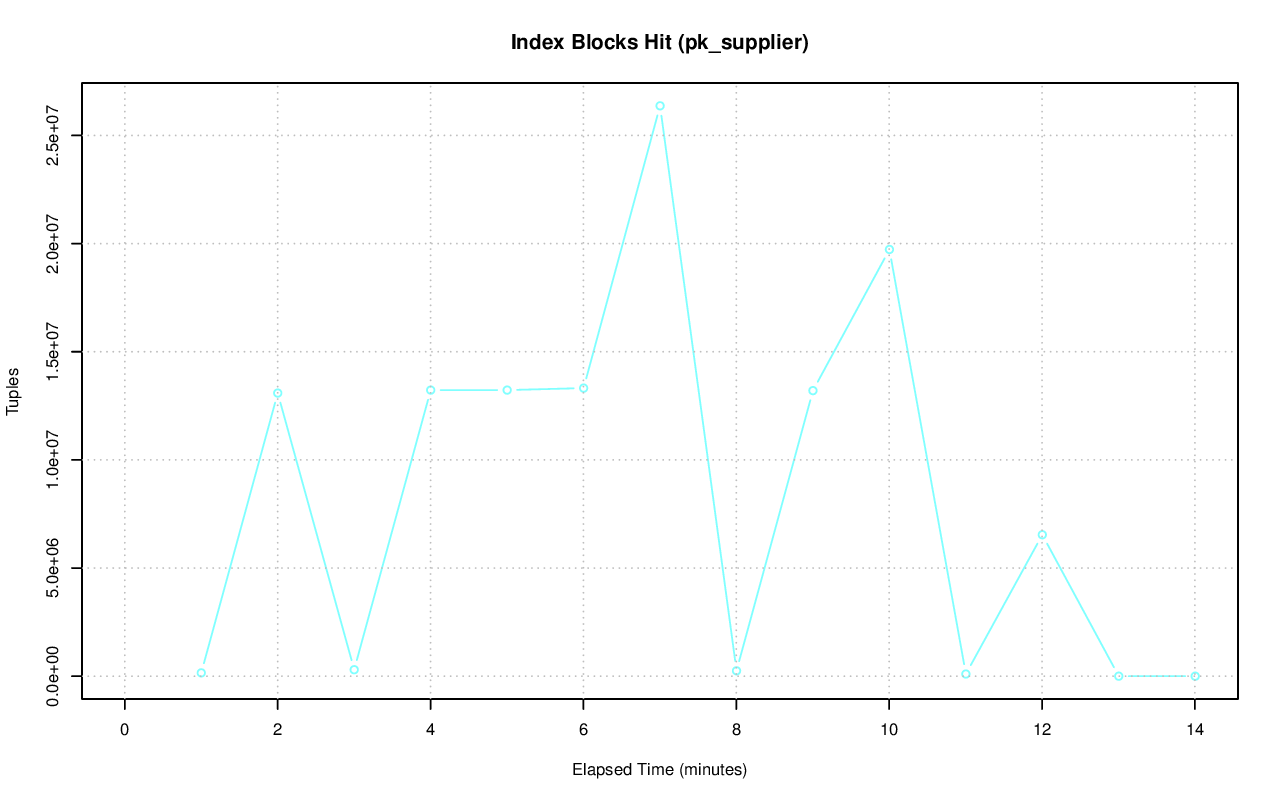 Index Blocks Hit (pk_supplier)
Tuples
2.5e+07
2.0e+07
1.5e+07
1.0e+07
5.0e+06
0.0e+00
0 2 4 6 8 10 12 14
Elapsed Time (minutes)